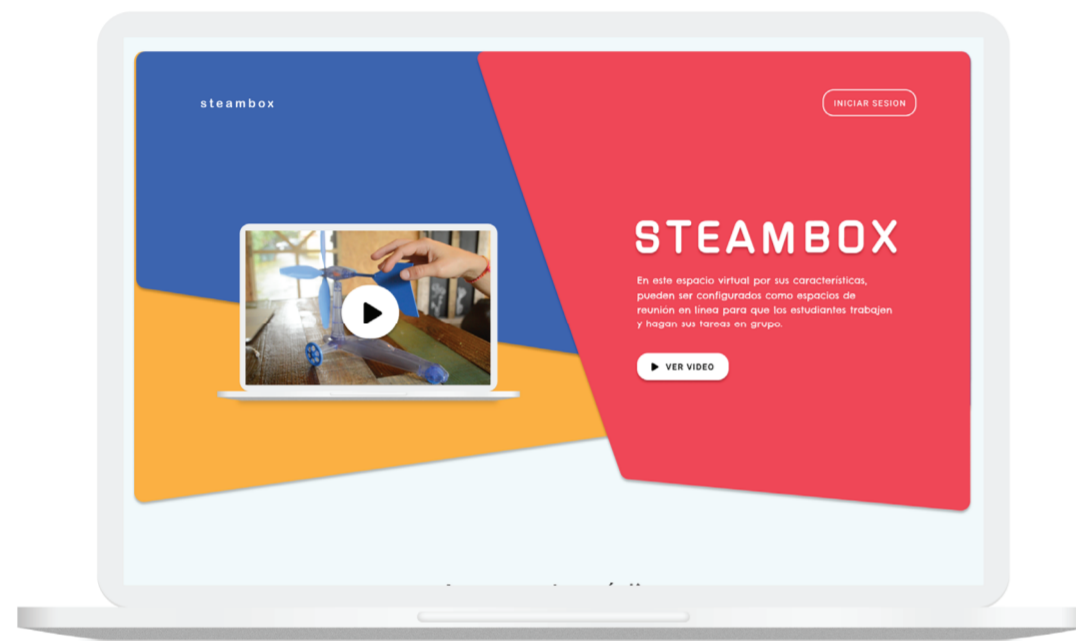 steambox
INICIAR SESION
STEAMBOX
En este espacio virtual por sus características,
pueden ser configurados como espacios de
reunión en línea para que los estudiantes trabajen
y hagan sus tareas en grupo.
VER VIDEO